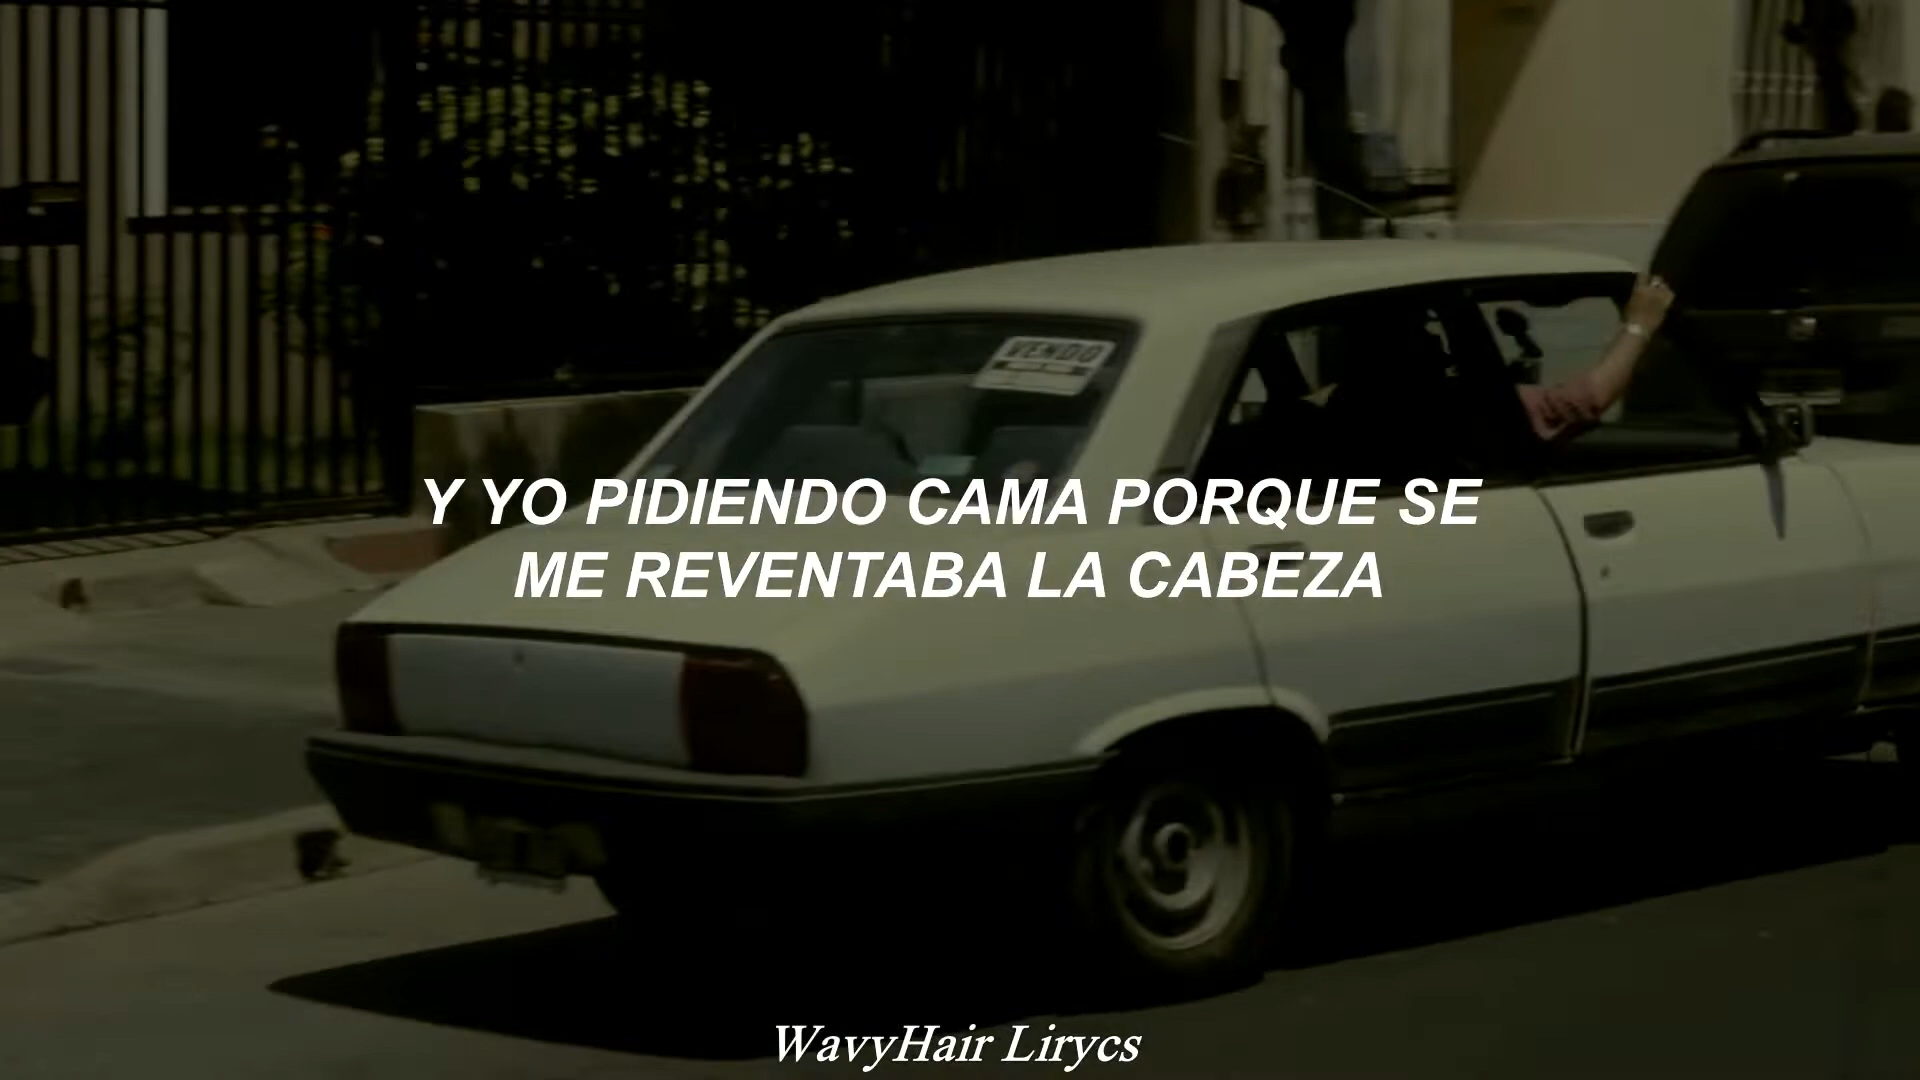 VENDO
Y YO PIDIENDO CAMA PORQUE SE
ME REVENTABA LA CABEZA
WavyHair Lirycs